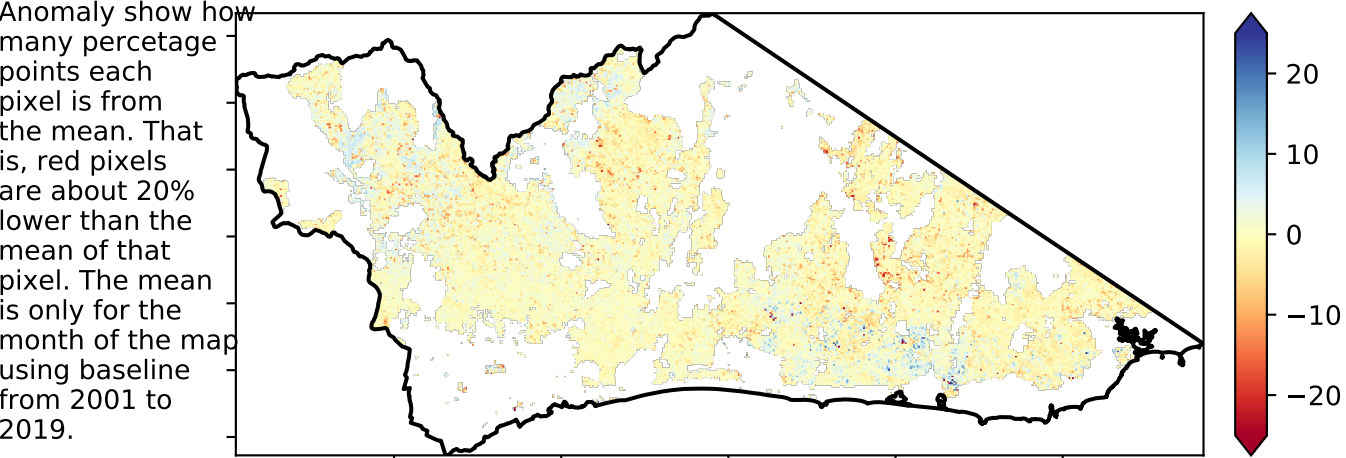 Anomaly show how
many percetage
points each
pixel is from
the mean. That
is, red pixels
are about 20%
lower than the
mean of that
pixel. The mean
is only for the
month of the map
using baseline
from 2001 to
2019.
20
10
0
−10
−20